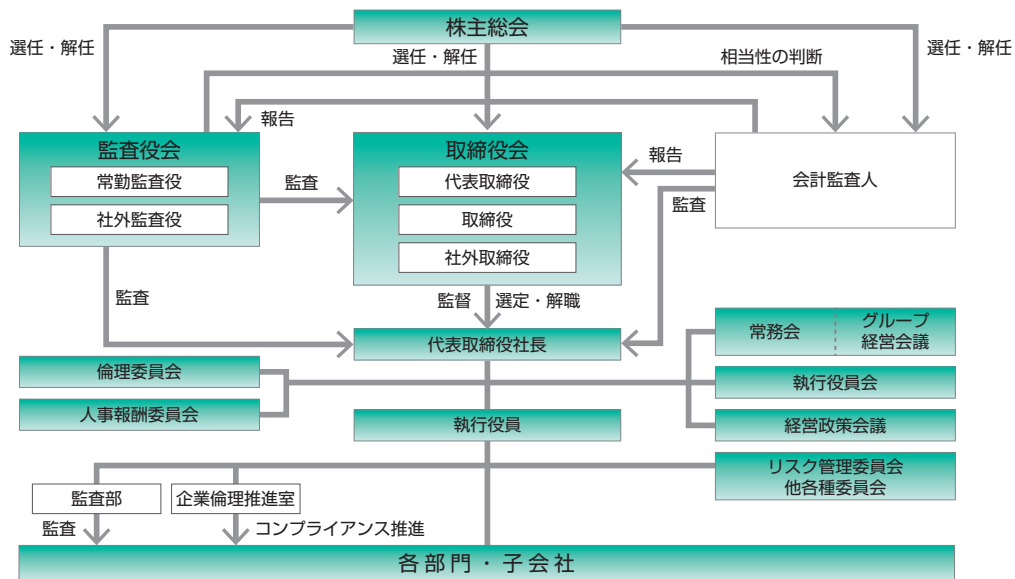 株主総会
選任・解任
選任・解任
相当性の判断
選任・解任
報告
監査役会
常勤監査役
社外監査役
監査
取締役会
代表取締役
取締役
社外取締役
報告
監査
会計監査人
監査
監督
選定・解職
代表取締役社長
常務会
グループ
経営会議
倫理委員会
執行役員会
人事報酬委員会
執行役員
経営政策会議
リスク管理委員会
他各種委員会
監査部
企業倫理推進室
監査
コンプライアンス推進
各部門・子会社